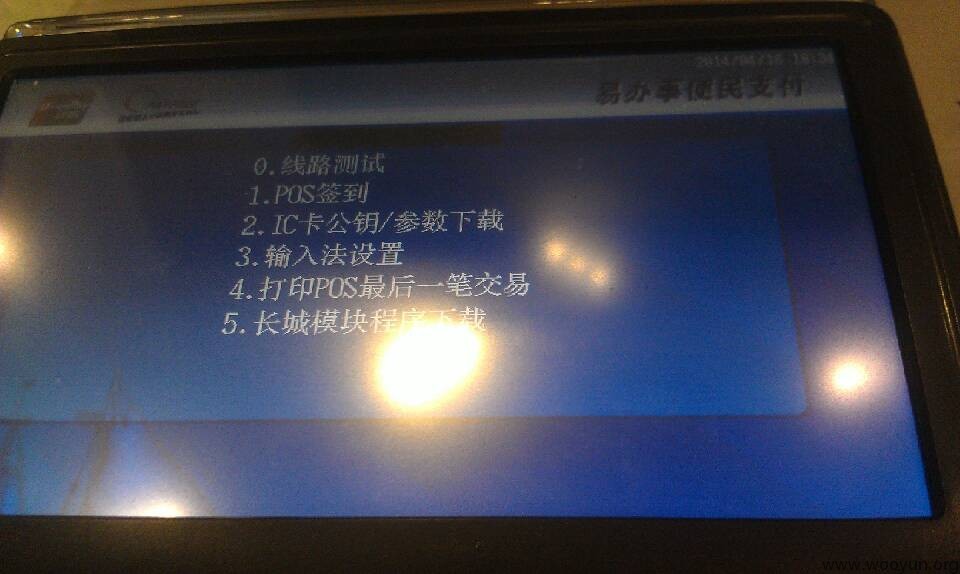 易办事便民支付
0.线路测试
1.POS签到
2.IC卡公钥/参数下载
3.输入法设置
4.打印POS最后一笔交易
5.长城模块程序下载
www.wooyun.org